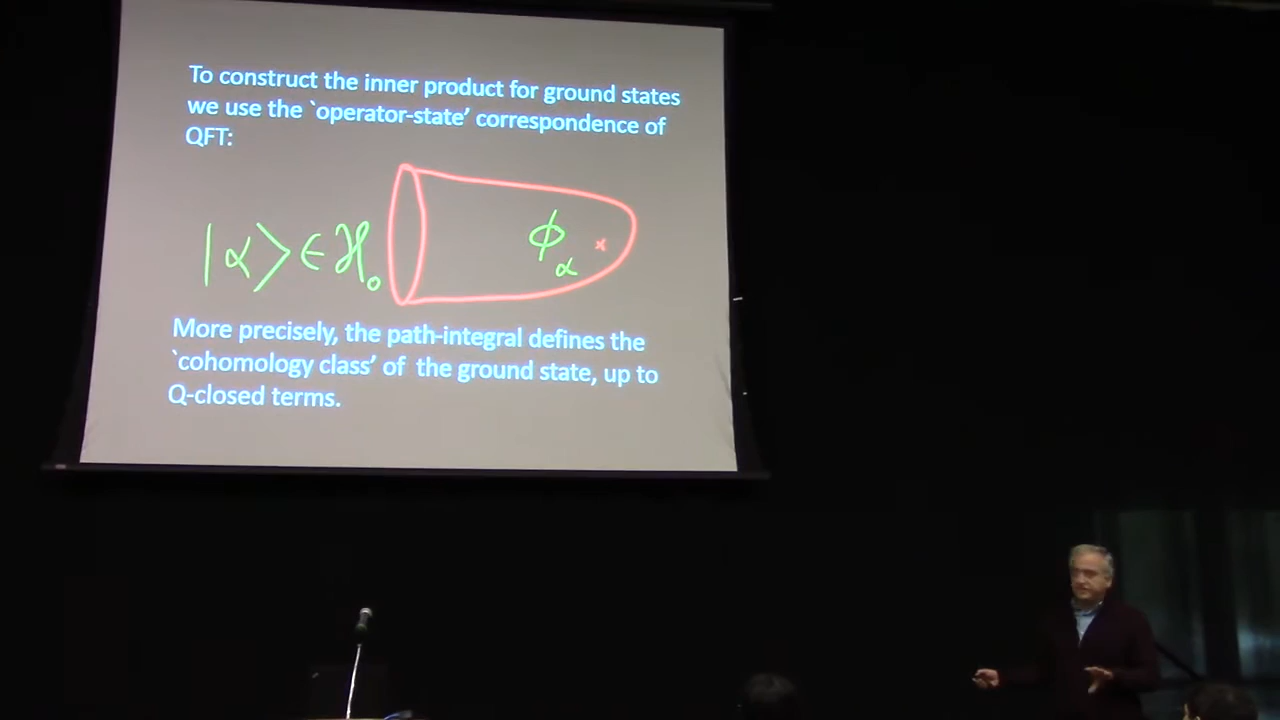 To construct the inner product for ground states
we use the `operator-state’ correspondence of
QFT:
|α> ∈ ℋ₀ ϕ_α ×
More precisely, the path-integral defines the
`cohomology class’ of the ground state, up to
Q-closed terms.